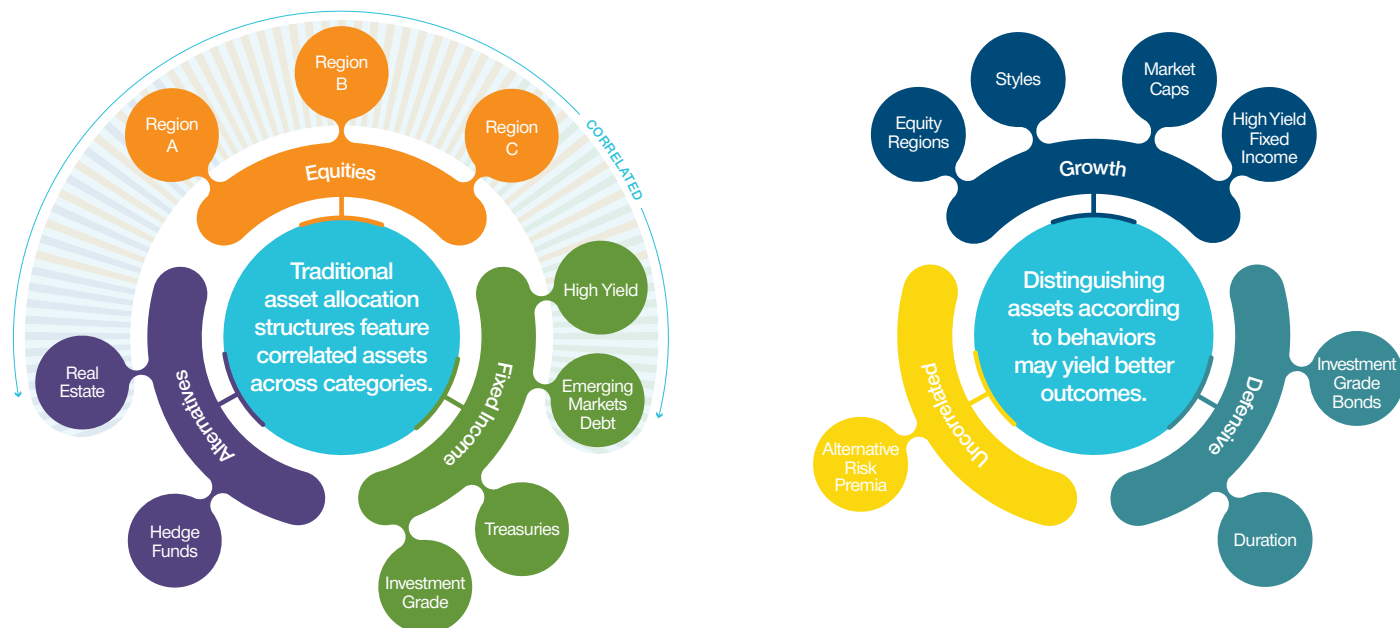 Region
A
Region
B
Region
C
CORRELATED
Equities
Traditional
asset allocation
structures feature
correlated assets
across categories.
High Yield
Emerging
Markets
Debt
Fixed Income
Treasuries
Investment
Grade
Real
Estate
Alternatives
Hedge
Funds
Equity
Regions
Styles
Market
Caps
High Yield
Fixed
Income
Growth
Distinguishing
assets according
to behaviors
may yield better
outcomes.
Investment
Grade
Bonds
Defensive
Duration
Uncorrelated
Alternative
Risk
Premia